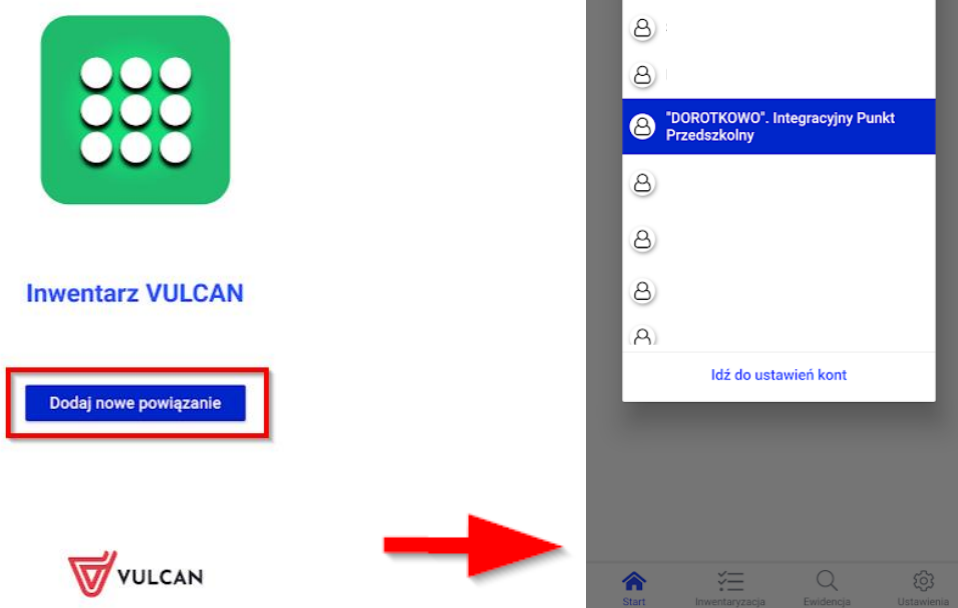 Inwentarz VULCAN
Dodaj nowe powiązanie
VULCAN
"DOROTKOWO". Integracyjny Punkt
Przedszkolny
Idź do ustawień kont
Start
Inwentaryzacja
Ewidencja
Ustawienia